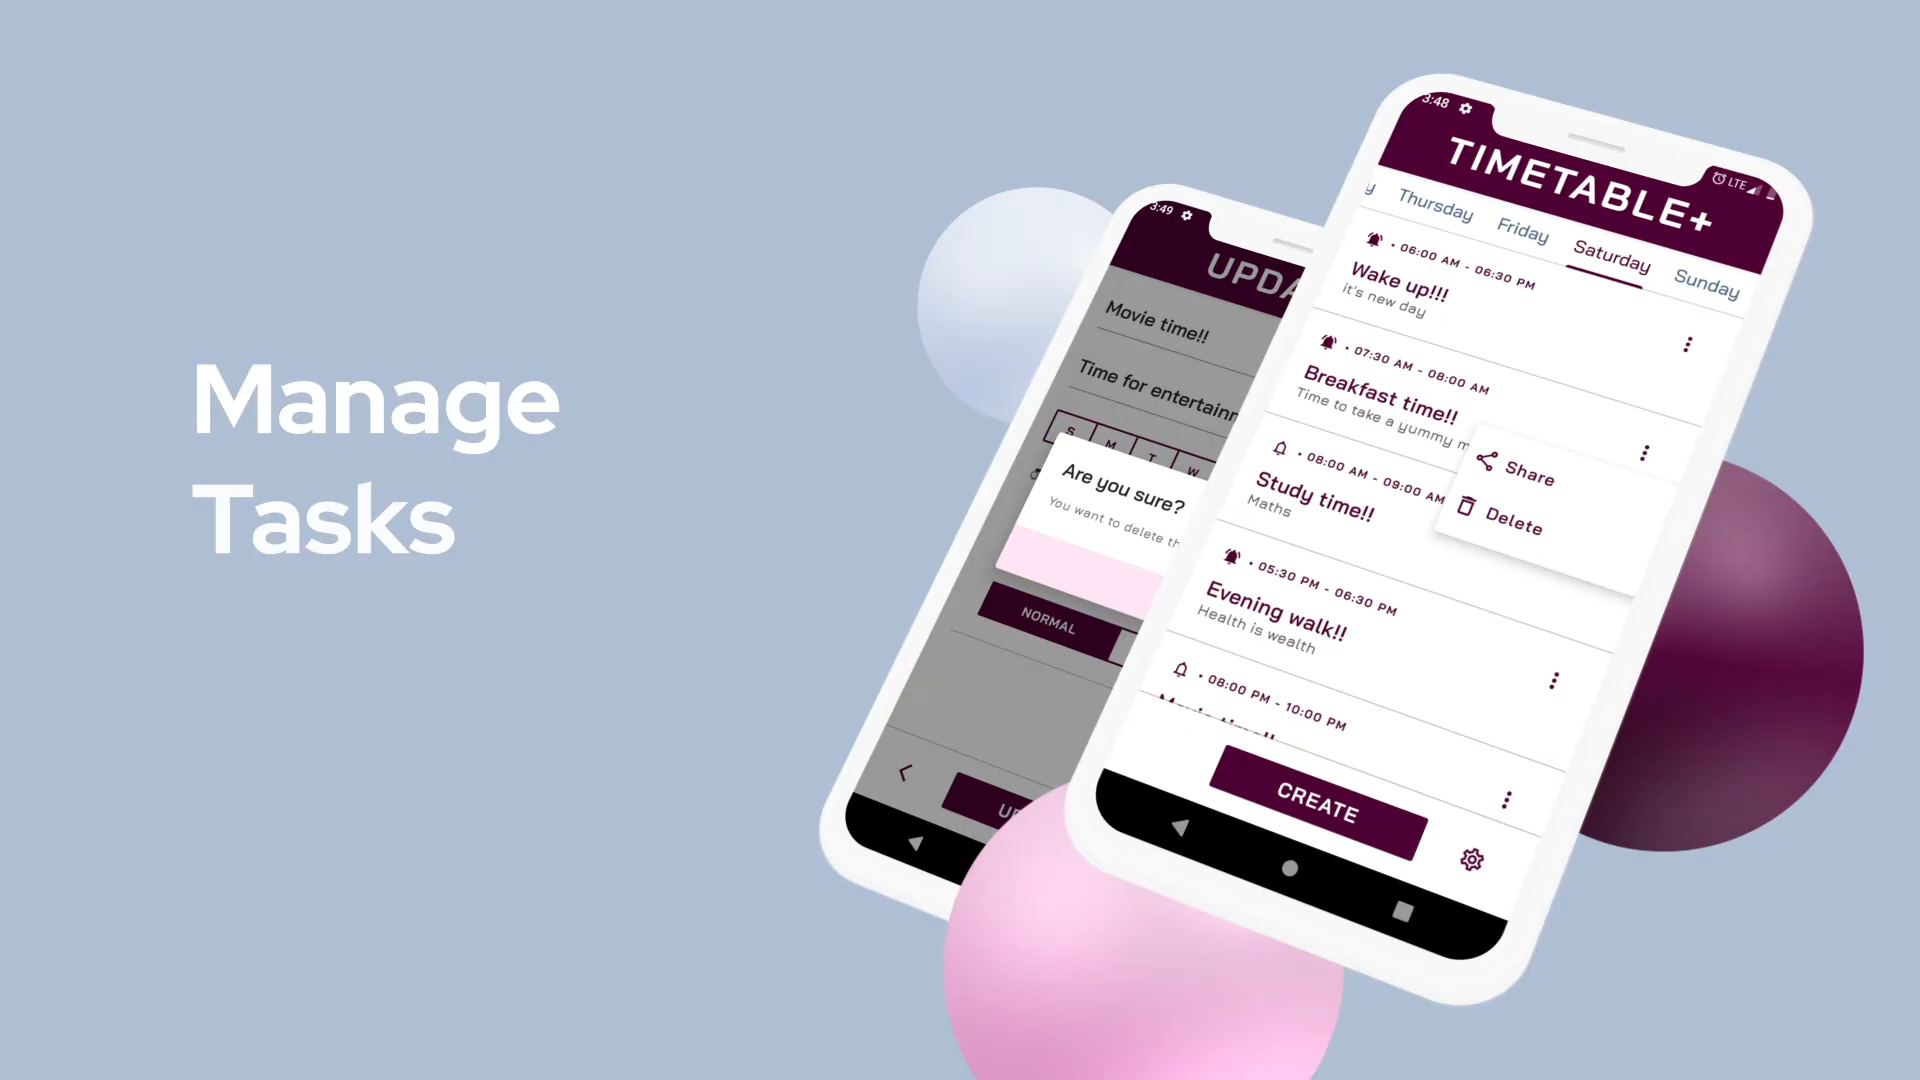 Manage
Tasks
3:49
UPDA
Movie time!!
Time for entertainm
S M T W
Are you sure?
You want to delete th
NORMAL
UP
3:48
LTE
TIMETABLE+
y Thursday Friday Saturday Sunday
• 06:00 AM - 06:30 PM
Wake up!!!
it's new day
• 07:30 AM - 08:00 AM
Breakfast time!!
Time to take a yummy m
Share
Delete
• 08:00 AM - 09:00 AM
Study time!!
Maths
• 05:30 PM - 06:30 PM
Evening walk!!
Health is wealth
• 08:00 PM - 10:00 PM
CREATE